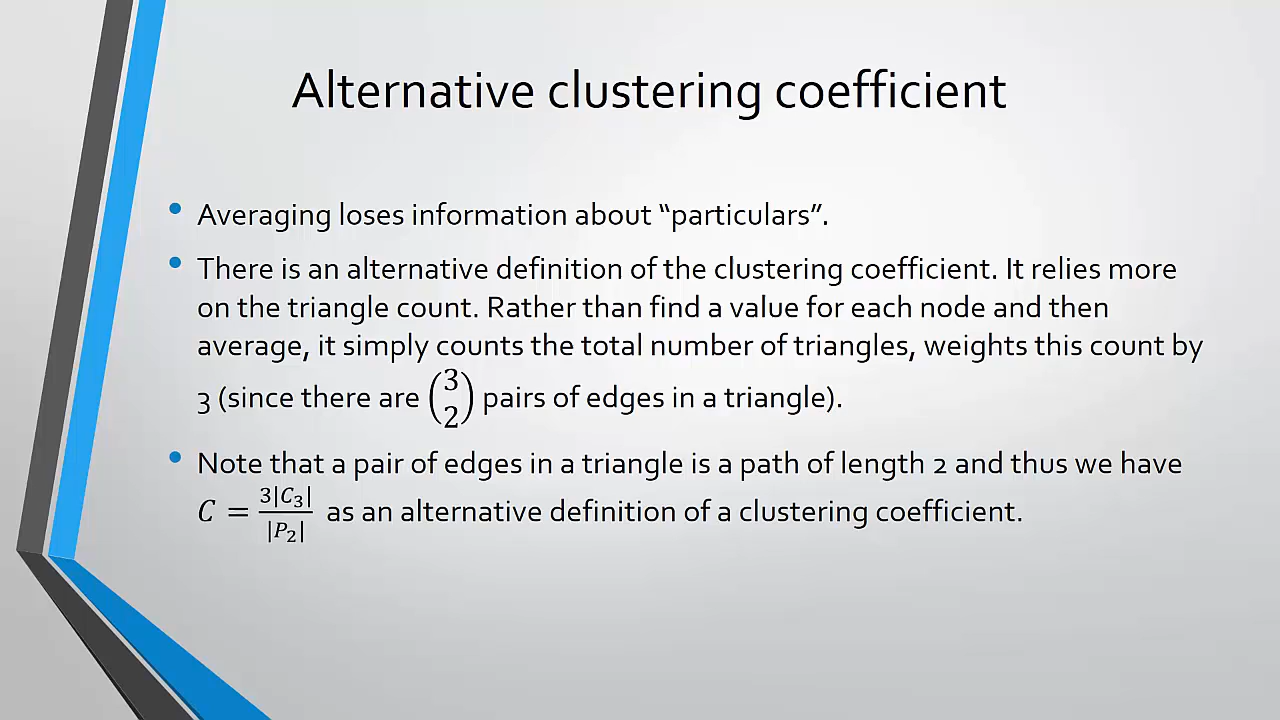 Alternative clustering coefficient
• Averaging loses information about “particulars”.
• There is an alternative definition of the clustering coefficient. It relies more
on the triangle count. Rather than find a value for each node and then
average, it simply counts the total number of triangles, weights this count by
3 (since there are (3 2) pairs of edges in a triangle).
• Note that a pair of edges in a triangle is a path of length 2 and thus we have
C = 3|C₃| / |P₂| as an alternative definition of a clustering coefficient.